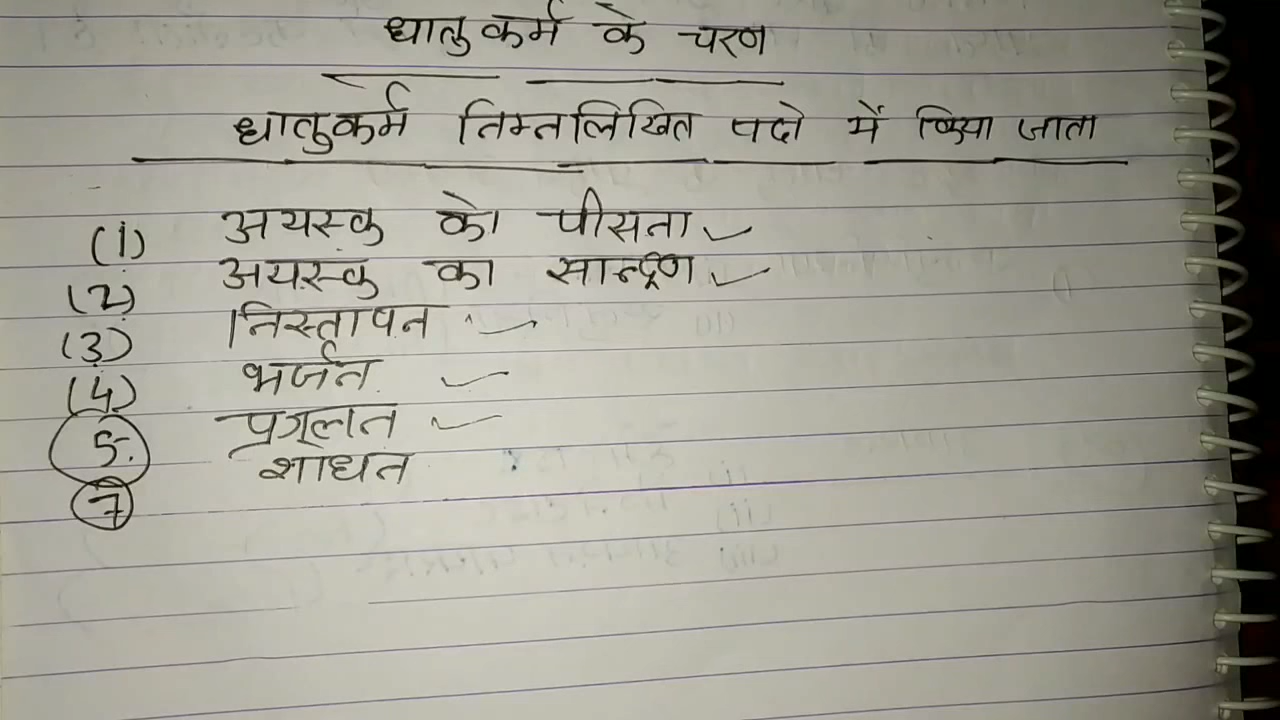 धातुकर्म के चरण
धातुकर्म निम्नलिखित पदो में किया जाता
(1) अयस्क को पीसना
(2) अयस्क का सान्द्रण
(3) निस्तापन
(4) भर्जन
5. प्रगलन
7 शोधन